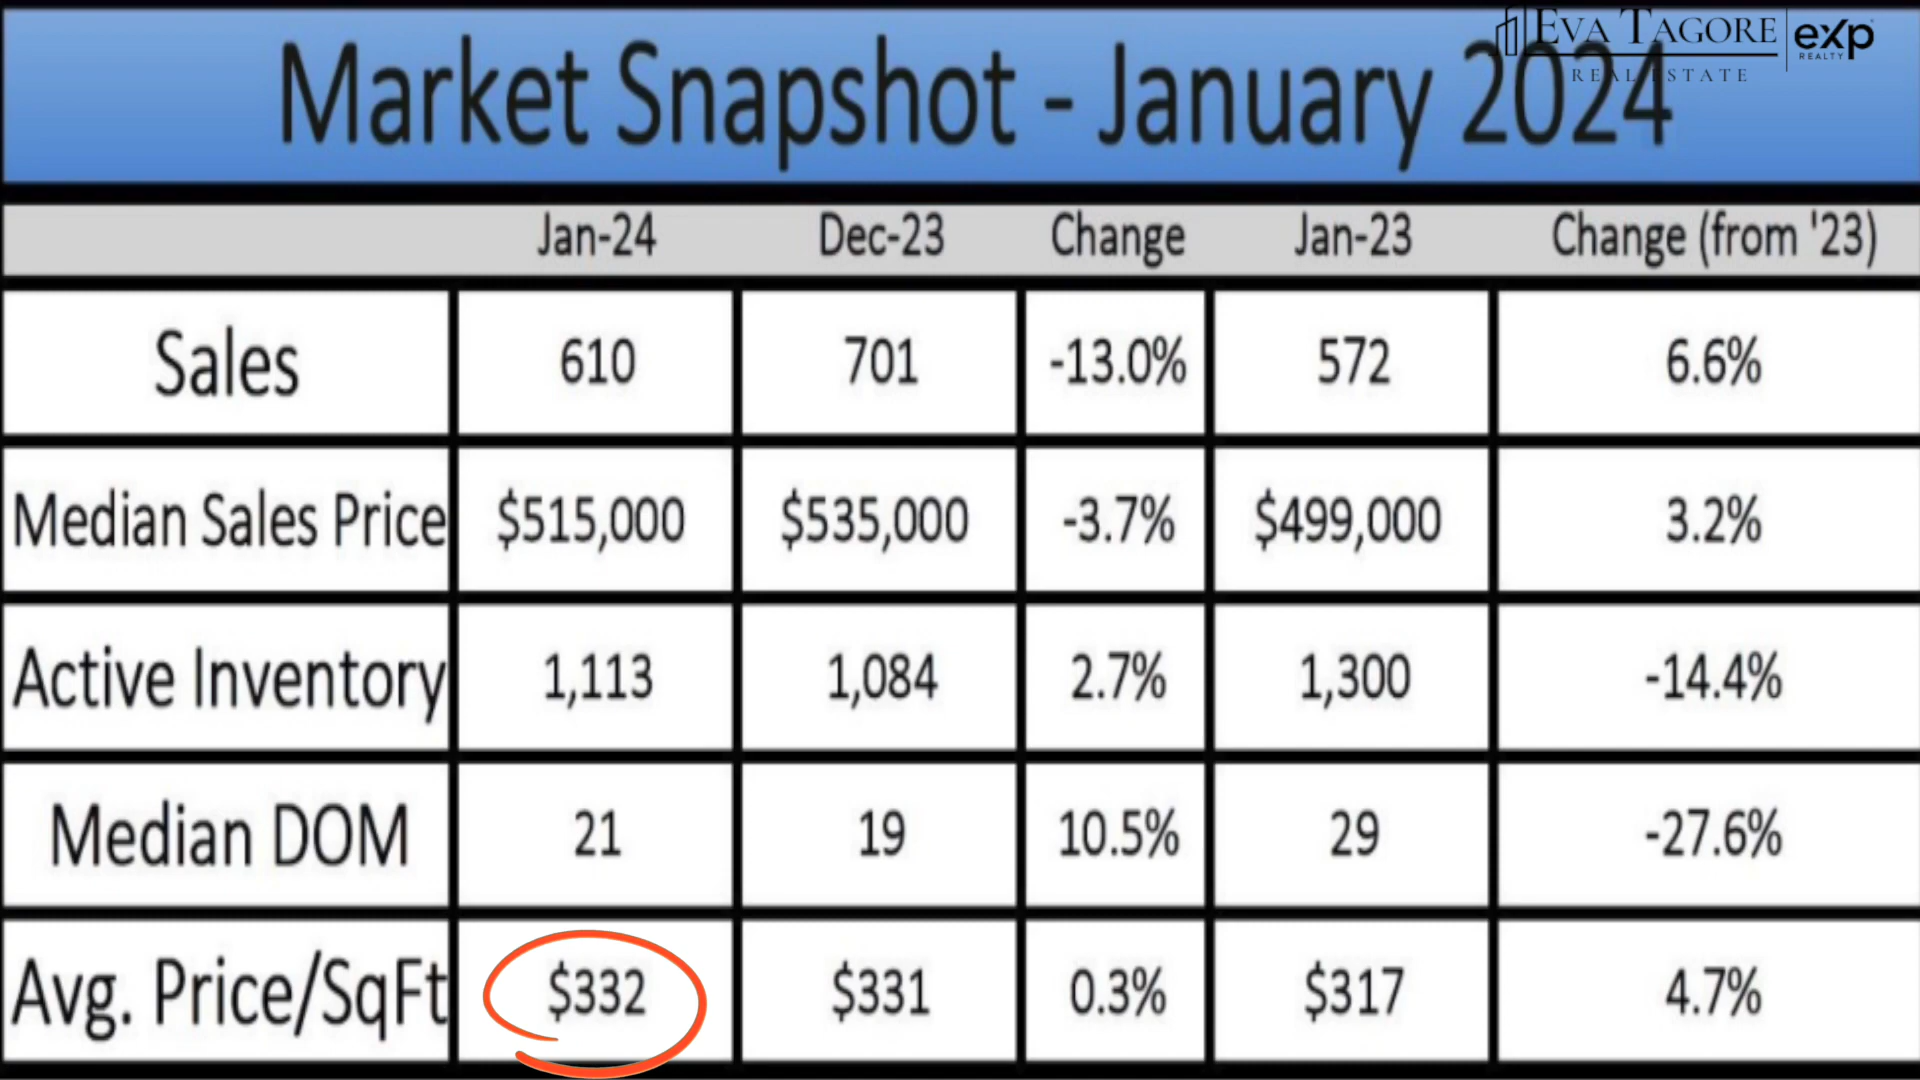 EVA TAGORE
REAL ESTATE
exp
REALTY
Market Snapshot - January 2024
Jan-24 Dec-23 Change Jan-23 Change (from '23)
Sales 610 701 -13.0% 572 6.6%
Median Sales Price $515,000 $535,000 -3.7% $499,000 3.2%
Active Inventory 1,113 1,084 2.7% 1,300 -14.4%
Median DOM 21 19 10.5% 29 -27.6%
Avg. Price/SqFt $332 $331 0.3% $317 4.7%